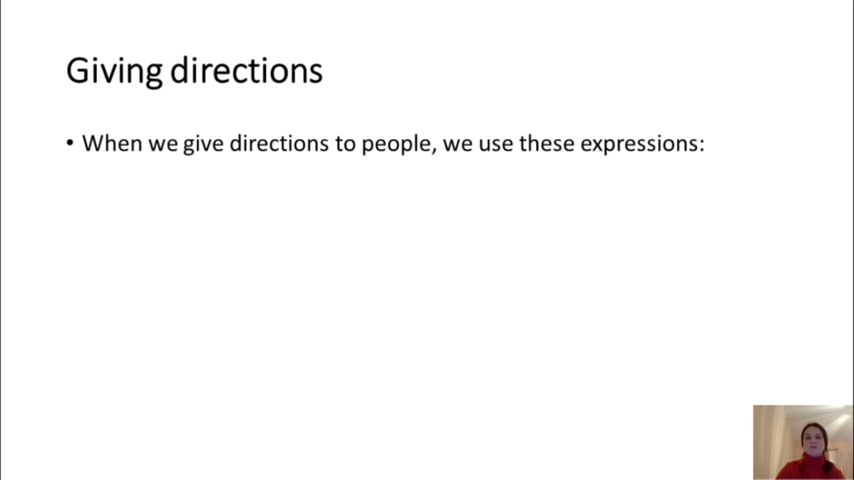 Giving directions
• When we give directions to people, we use these expressions: